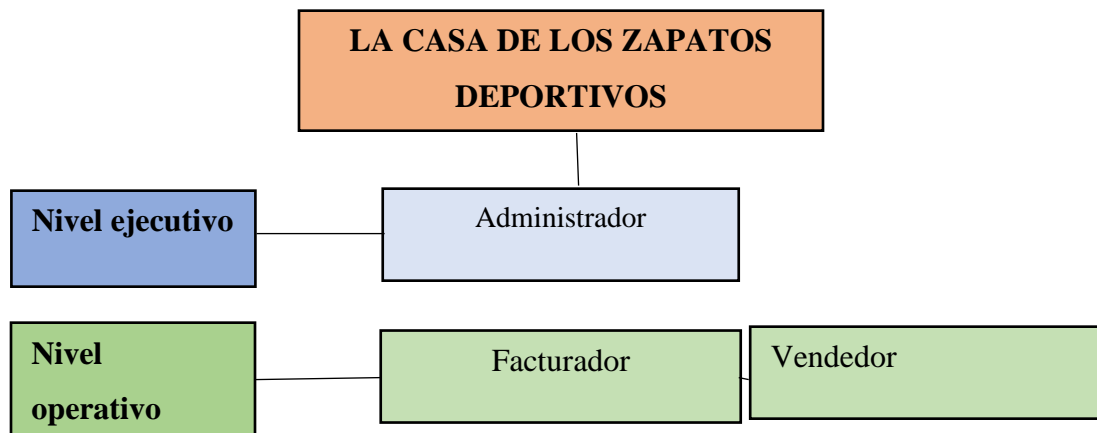 LA CASA DE LOS ZAPATOS
DEPORTIVOS
Nivel ejecutivo
Administrador
Nivel
operativo
Facturador
Vendedor